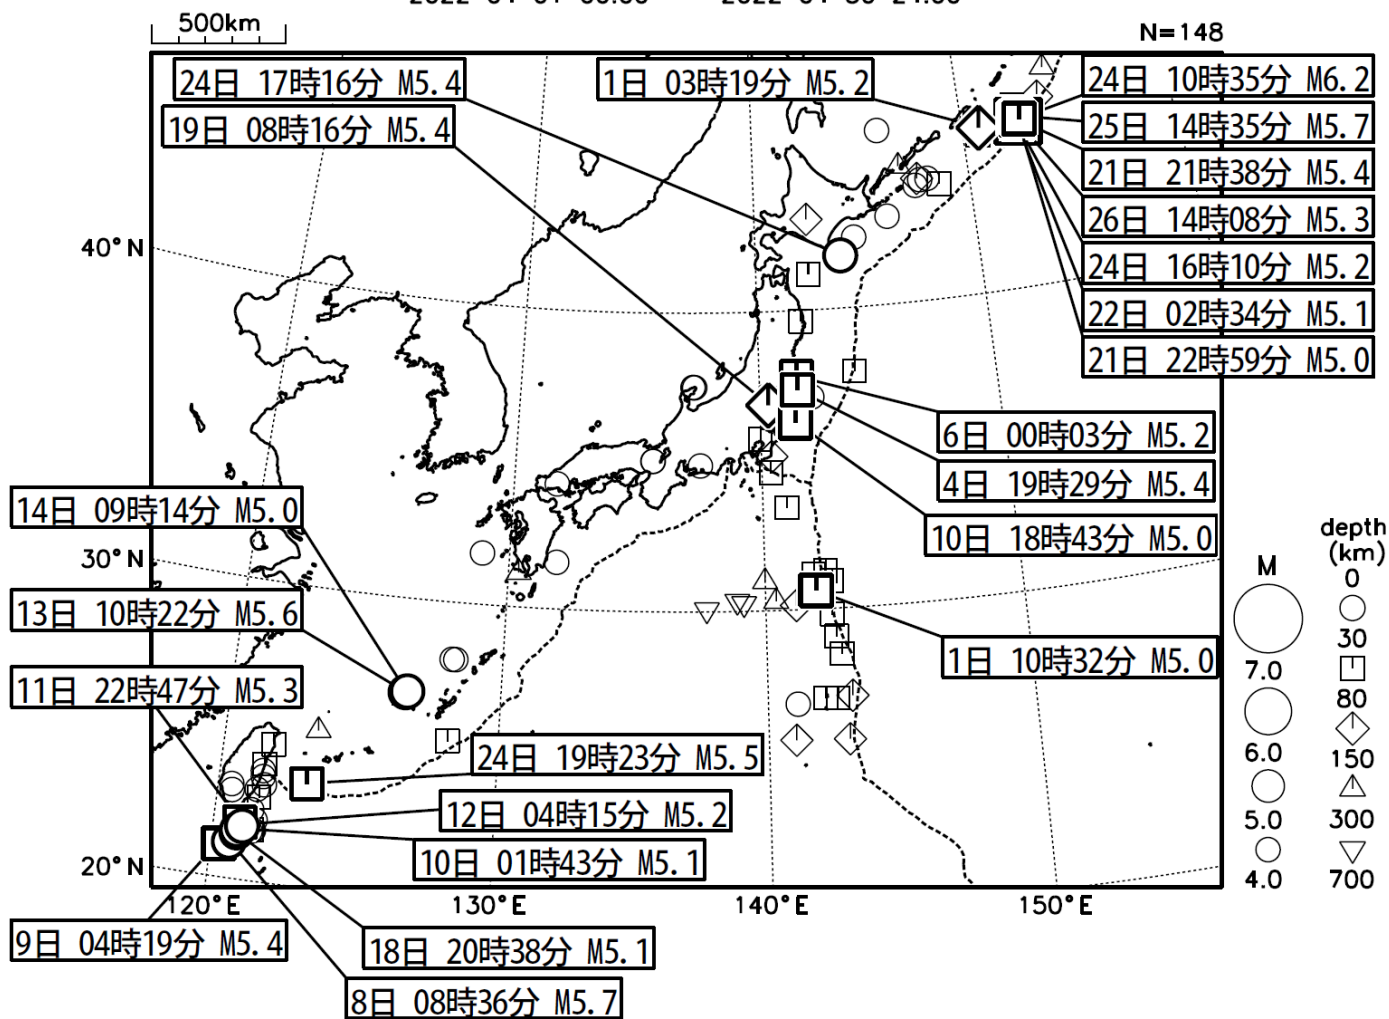 500km
N=148
24日 17時16分 M5.4
19日 08時16分 M5.4
1日 03時19分 M5.2
24日 10時35分 M6.2
25日 14時35分 M5.7
21日 21時38分 M5.4
26日 14時08分 M5.3
24日 16時10分 M5.2
22日 02時34分 M5.1
21日 22時59分 M5.0
40°N
6日 00時03分 M5.2
4日 19時29分 M5.4
10日 18時43分 M5.0
14日 09時14分 M5.0
30°N
13日 10時22分 M5.6
11日 22時47分 M5.3
1日 10時32分 M5.0
24日 19時23分 M5.5
12日 04時15分 M5.2
10日 01時43分 M5.1
20°N
120°E
130°E
140°E
150°E
9日 04時19分 M5.4
18日 20時38分 M5.1
8日 08時36分 M5.7
M
7.0
6.0
5.0
4.0
depth
(km)
0
30
80
150
300
700